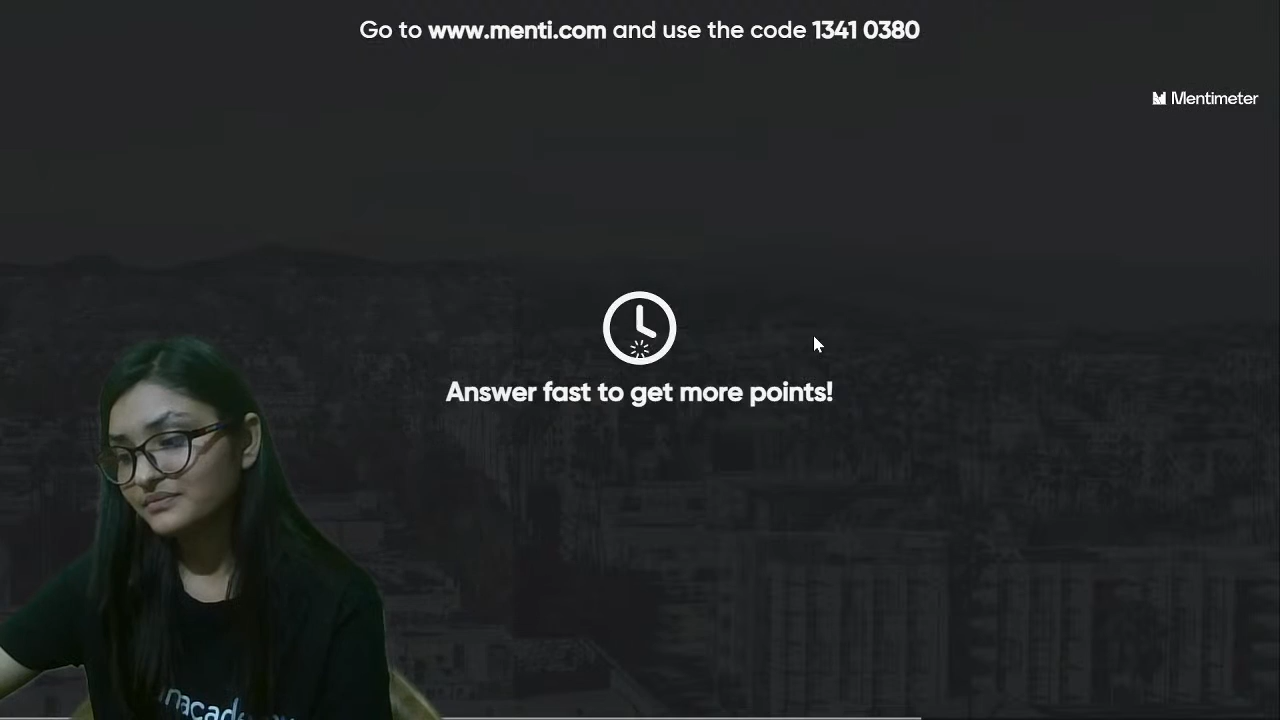 Go to www.menti.com and use the code 1341 0380
Mentimeter
Answer fast to get more points!